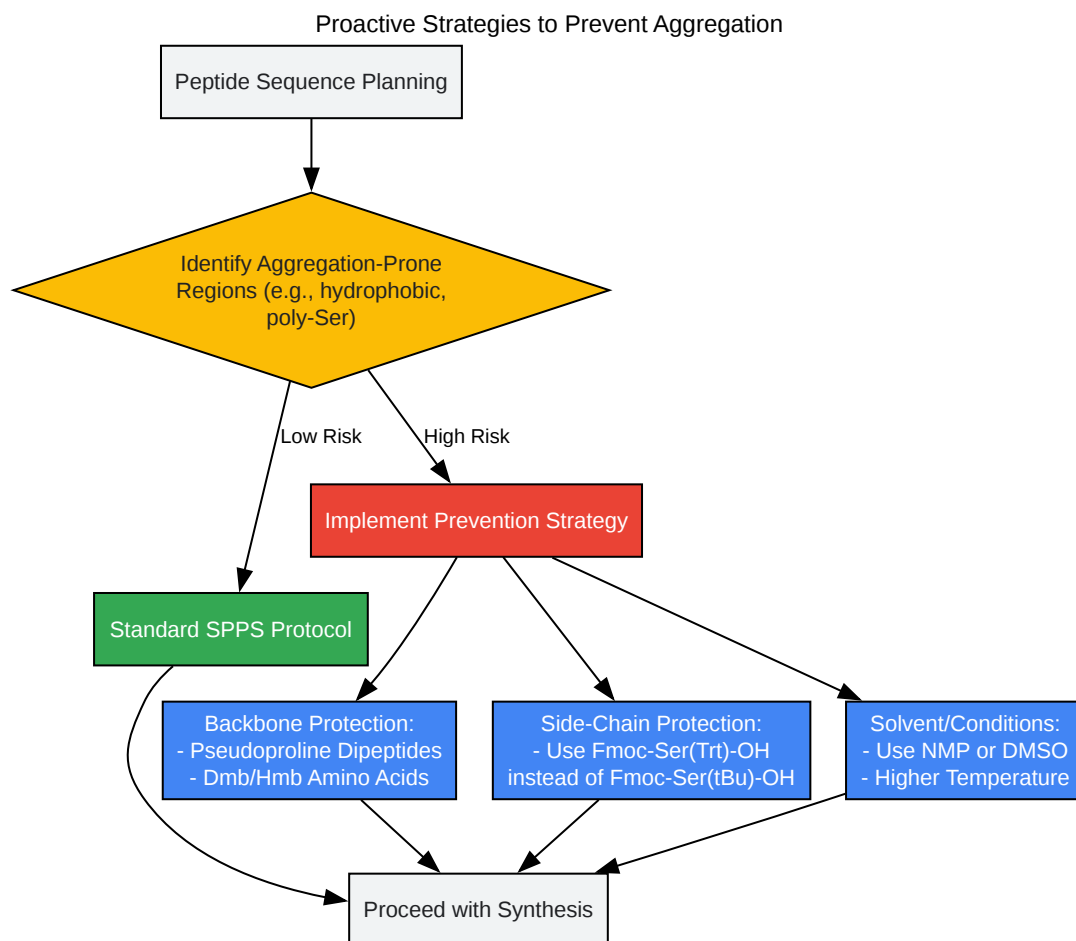 Proactive Strategies to Prevent Aggregation
Peptide Sequence Planning
Identify Aggregation-Prone
Regions (e.g., hydrophobic,
poly-Ser)
Low Risk
High Risk
Implement Prevention Strategy
Standard SPPS Protocol
Backbone Protection:
- Pseudoproline Dipeptides
- Dmb/Hmb Amino Acids
Side-Chain Protection:
- Use Fmoc-Ser(Trt)-OH
instead of Fmoc-Ser(tBu)-OH
Solvent/Conditions:
- Use NMP or DMSO
- Higher Temperature
Proceed with Synthesis